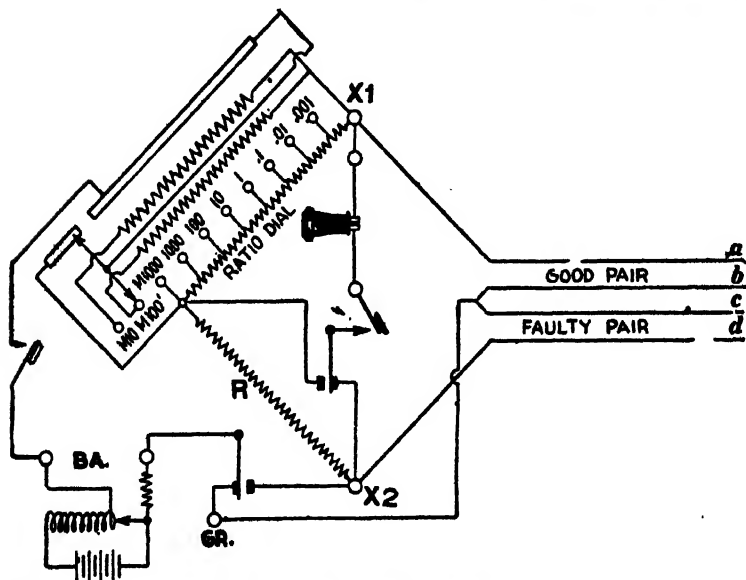 X1
.001
.01
.1
1
10
100
1000
M1000
M100
M10
RATIO DIAL
a
GOOD PAIR b
c
FAULTY PAIR d
R
BA.
X2
GR.